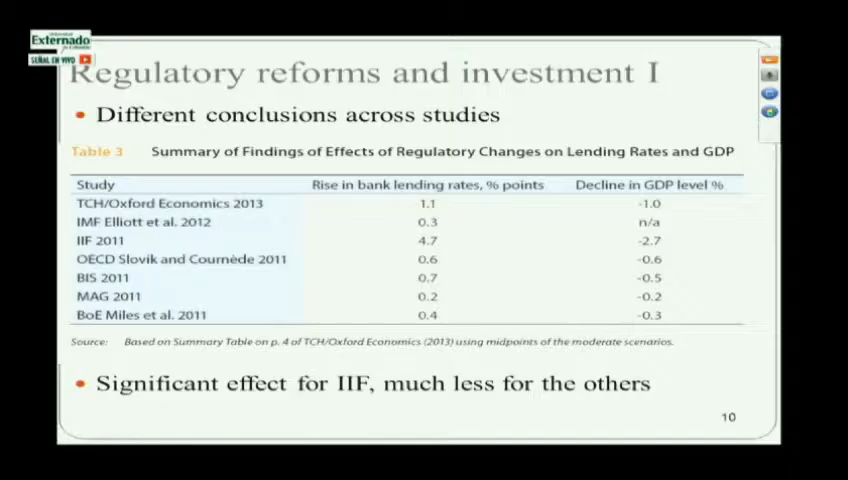 Externado
SEÑAL EN VIVO
Regulatory reforms and investment I
• Different conclusions across studies
Table 3 Summary of Findings of Effects of Regulatory Changes on Lending Rates and GDP
Study Rise in bank lending rates, % points Decline in GDP level %
TCH/Oxford Economics 2013 1.1 -1.0
IMF Elliott et al. 2012 0.3 n/a
IIF 2011 4.7 -2.7
OECD Slovik and Cournède 2011 0.6 -0.6
BIS 2011 0.7 -0.5
MAG 2011 0.2 -0.2
BoE Miles et al. 2011 0.4 -0.3
Source: Based on Summary Table on p. 4 of TCH/Oxford Economics (2013) using midpoints of the moderate scenarios.
• Significant effect for IIF, much less for the others
10